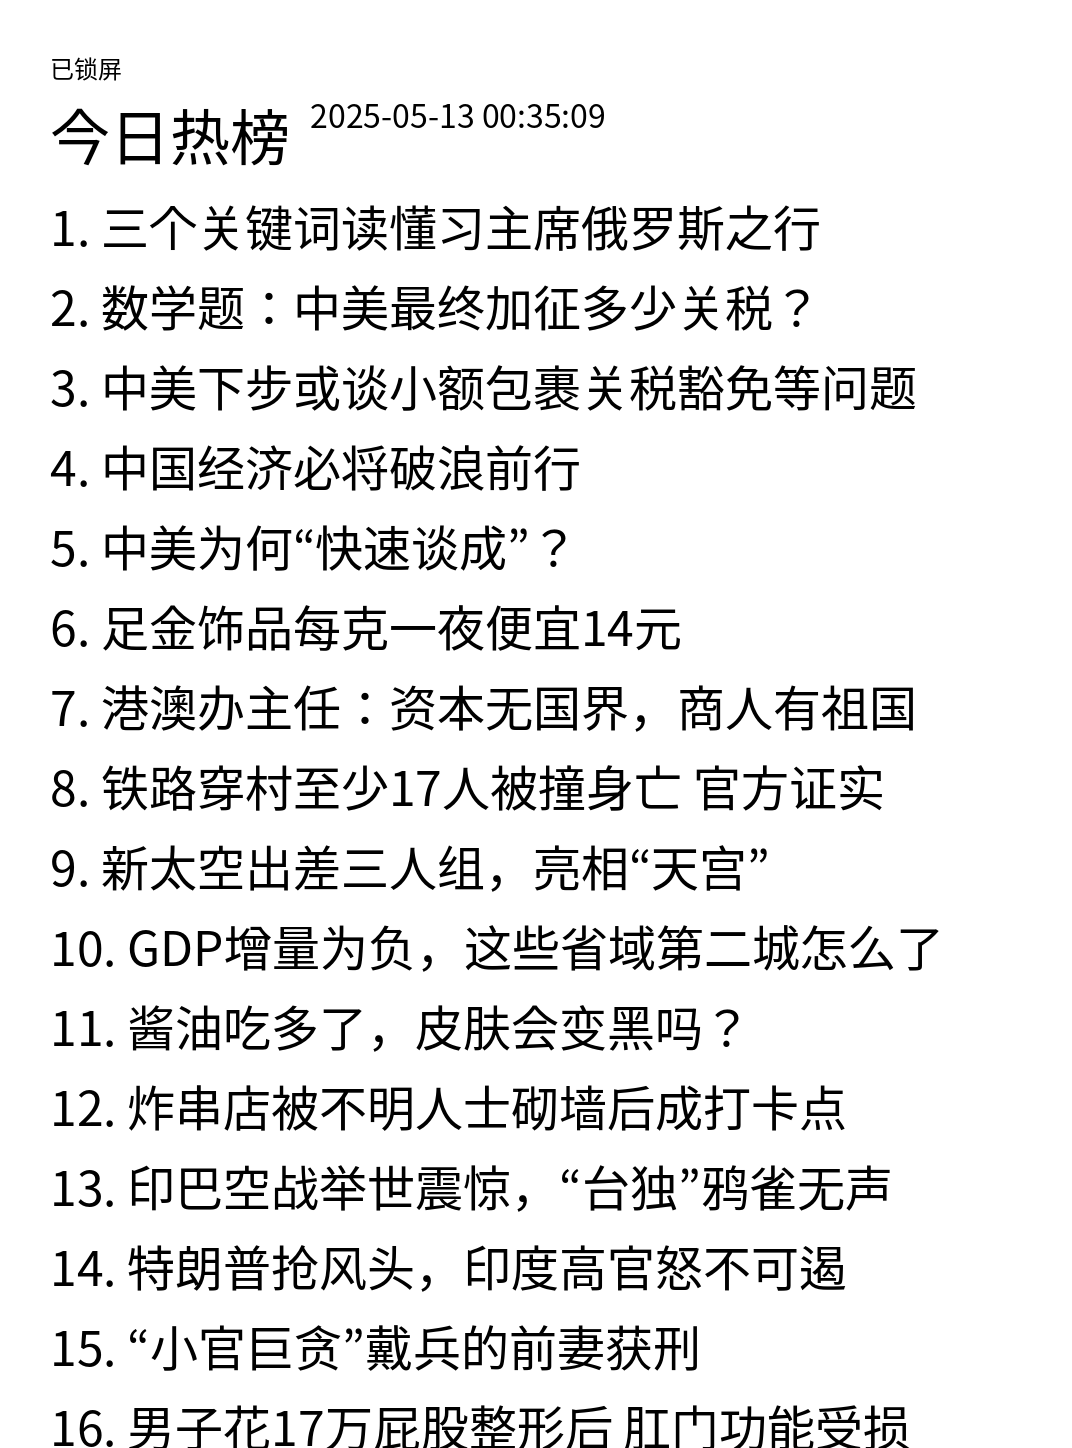 已锁屏
今日热榜 2025-05-13 00:35:09
1. 三个关键词读懂习主席俄罗斯之行
2. 数学题：中美最终加征多少关税？
3. 中美下步或谈小额包裹关税豁免等问题
4. 中国经济必将破浪前行
5. 中美为何“快速谈成”？
6. 足金饰品每克一夜便宜14元
7. 港澳办主任：资本无国界，商人有祖国
8. 铁路穿村至少17人被撞身亡 官方证实
9. 新太空出差三人组，亮相“天宫”
10. GDP增量为负，这些省域第二城怎么了
11. 酱油吃多了，皮肤会变黑吗？
12. 炸串店被不明人士砌墙后成打卡点
13. 印巴空战举世震惊，“台独”鸦雀无声
14. 特朗普抢风头，印度高官怒不可遏
15. “小官巨贪”戴兵的前妻获刑
16. 男子花17万屁股整形后 肛门功能受损